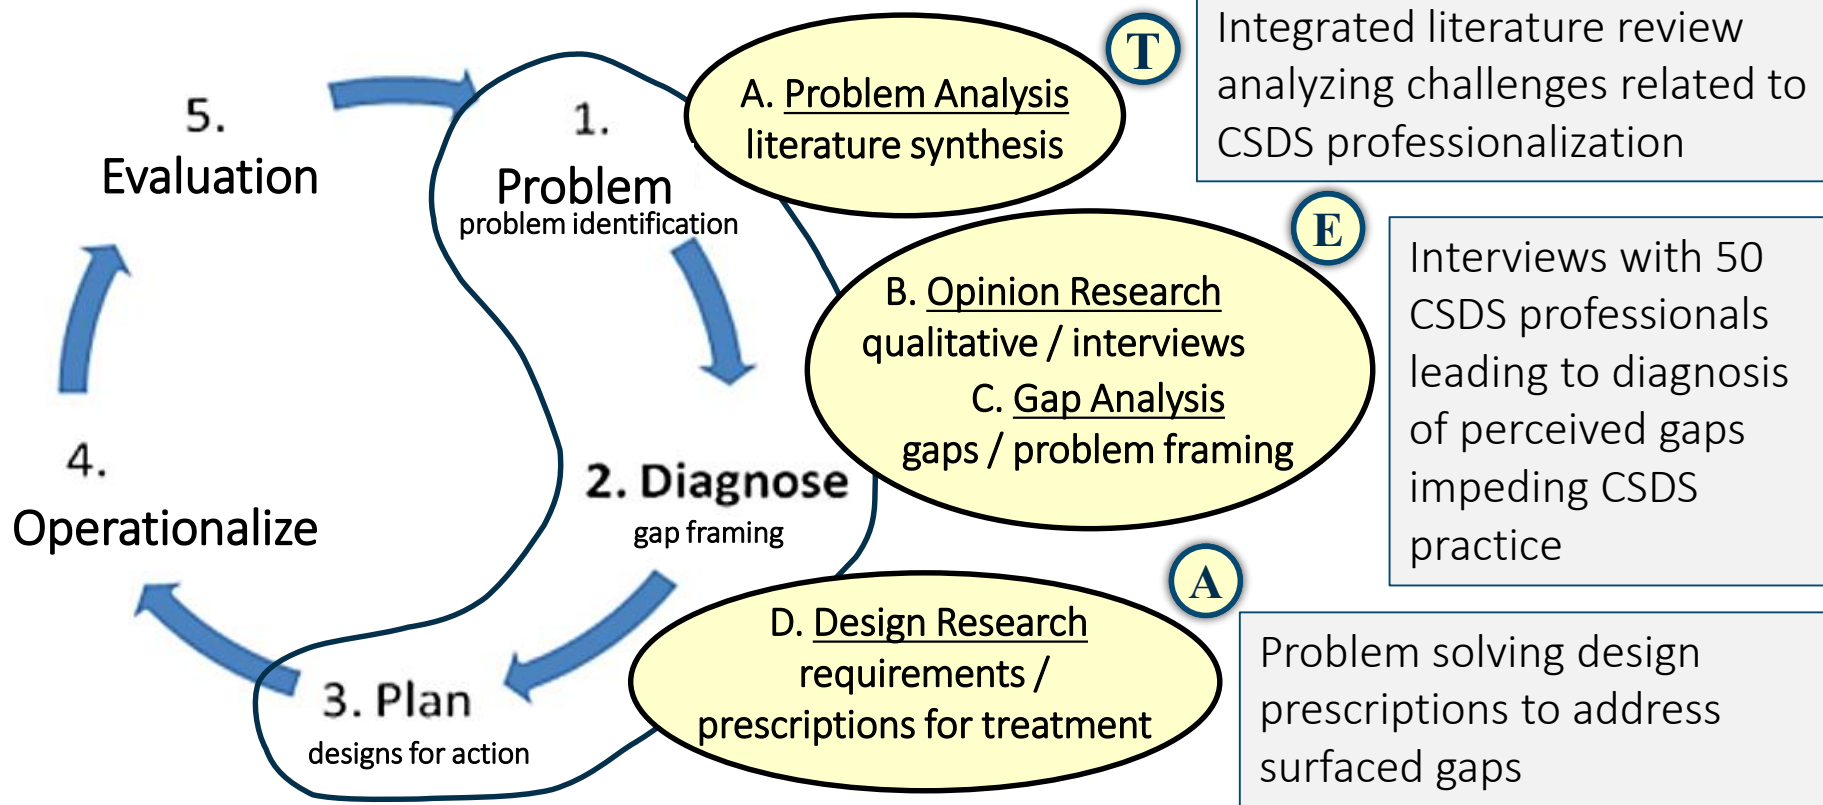 5.
Evaluation
1.
Problem
problem identification
A. Problem Analysis
literature synthesis
T
Integrated literature review
analyzing challenges related to
CSDS professionalization
B. Opinion Research
qualitative / interviews
C. Gap Analysis
gaps / problem framing
E
Interviews with 50
CSDS professionals
leading to diagnosis
of perceived gaps
impeding CSDS
practice
4.
Operationalize
2. Diagnose
gap framing
3. Plan
designs for action
D. Design Research
requirements /
prescriptions for treatment
A
Problem solving design
prescriptions to address
surfaced gaps